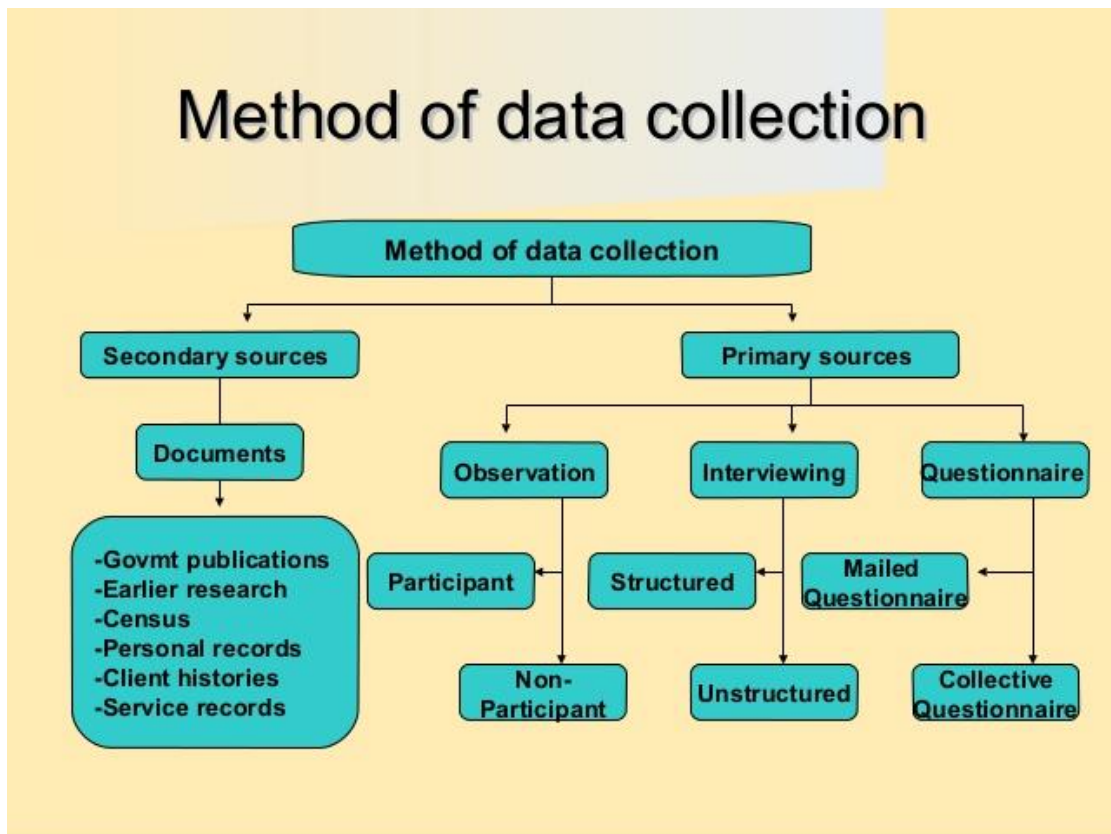 Method of data collection
Method of data collection
Secondary sources
Primary sources
Documents
Observation
Interviewing
Questionnaire
-Govmt publications
-Earlier research
-Census
-Personal records
-Client histories
-Service records
Participant
Structured
Mailed
Questionnaire
Non-
Participant
Unstructured
Collective
Questionnaire